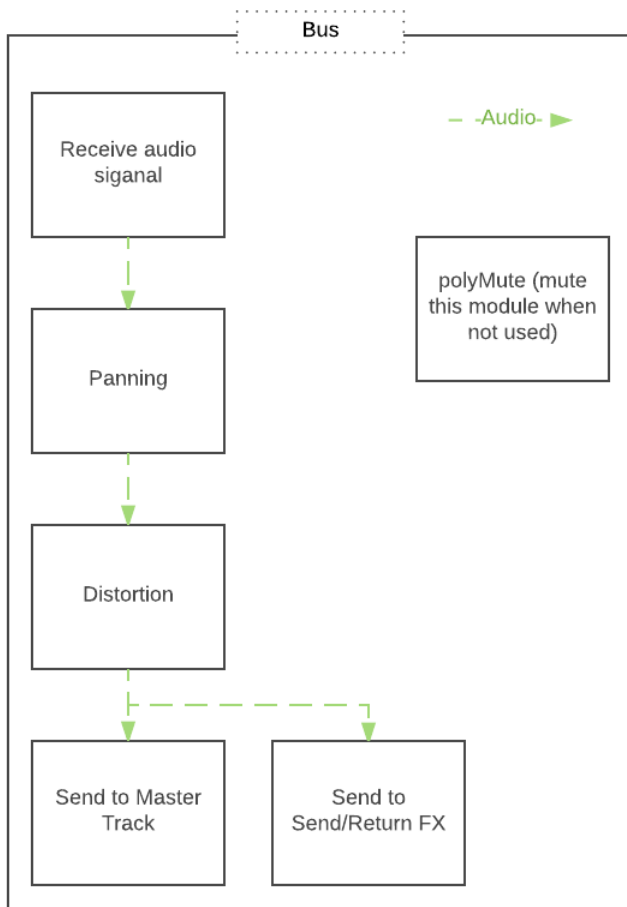 Bus
Receive audio
siganal
Audio
polyMute (mute
this module when
not used)
Panning
Distortion
Send to Master
Track
Send to
Send/Return FX